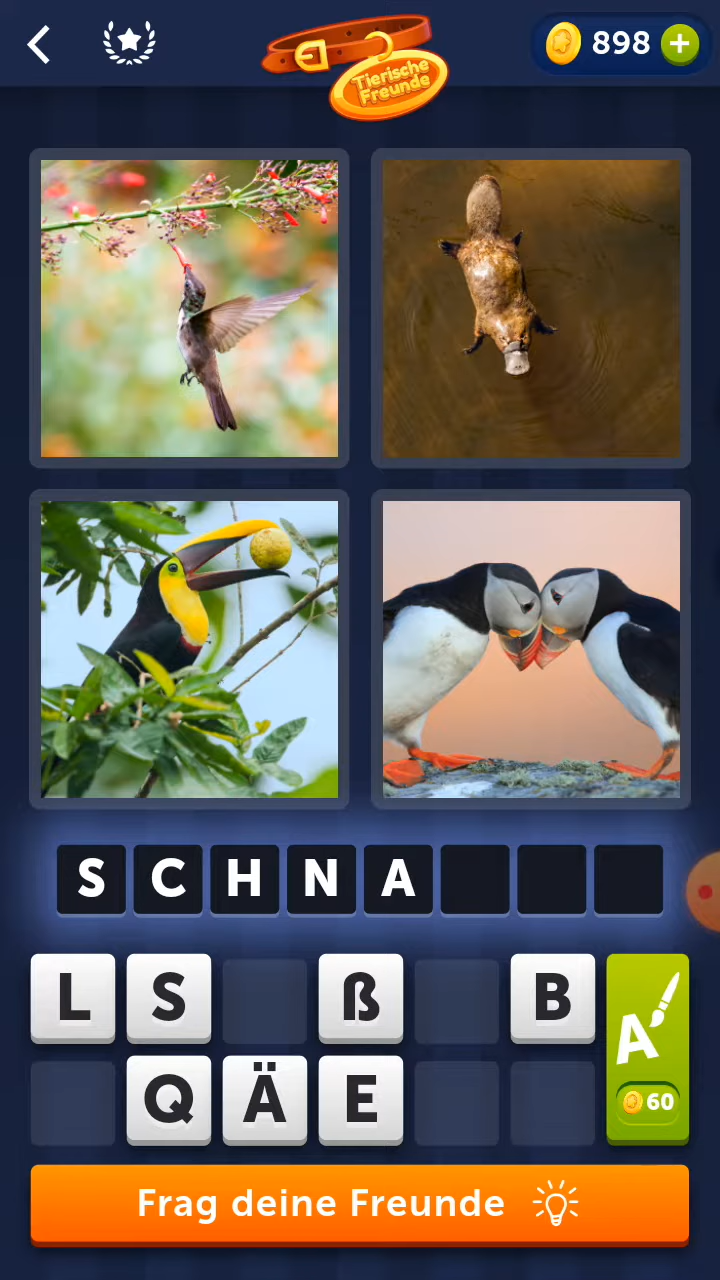 Tierische
Freunde
898
S C H N A
L S ß B
A
Q Ä E
60
Frag deine Freunde